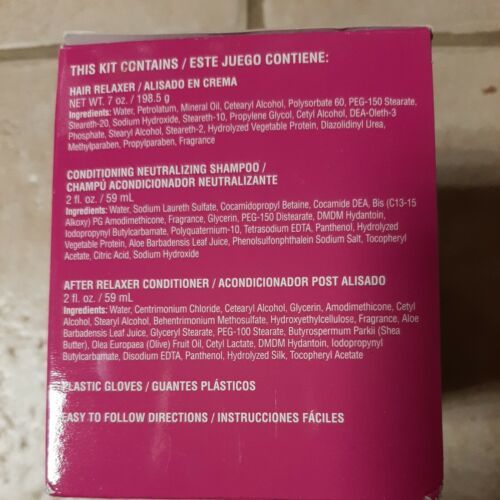 THIS KIT CONTAINS / ESTE JUEGO CONTIENE:
HAIR RELAXER / ALISADO EN CREMA
NET WT. 7 oz. / 198.5 g
Ingredients: Water, Petrolatum, Mineral Oil, Cetearyl Alcohol, Polysorbate 60, PEG-150 Stearate,
Steareth-20, Sodium Hydroxide, Steareth-10, Propylene Glycol, Cetyl Alcohol, DEA-Oleth-3
Phosphate, Stearyl Alcohol, Steareth-2, Hydrolyzed Vegetable Protein, Diazolidinyl Urea,
Methylparaben, Propylparaben, Fragrance
CONDITIONING NEUTRALIZING SHAMPOO /
CHAMPÚ ACONDICIONADOR NEUTRALIZANTE
2 fl. oz. / 59 mL
Ingredients: Water, Sodium Laureth Sulfate, Cocamidopropyl Betaine, Cocamide DEA, Bis (C13-15
Alkoxy) PG Amodimethicone, Fragrance, Glycerin, PEG-150 Distearate, DMDM Hydantoin,
Iodopropynyl Butylcarbamate, Polyquaternium-10, Tetrasodium EDTA, Panthenol, Hydrolyzed
Vegetable Protein, Aloe Barbadensis Leaf Juice, Phenolsulfonphthalein Sodium Salt, Tocopheryl
Acetate, Citric Acid, Sodium Hydroxide
AFTER RELAXER CONDITIONER / ACONDICIONADOR POST ALISADO
2 fl. oz. / 59 mL
Ingredients: Water, Centrimonium Chloride, Cetearyl Alcohol, Glycerin, Amodimethicone, Cetyl
Alcohol, Stearyl Alcohol, Behentrimonium Methosulfate, Hydroxyethylcellulose, Fragrance, Aloe
Barbadensis Leaf Juice, Glyceryl Stearate, PEG-100 Stearate, Butyrospermum Parkii (Shea
Butter), Olea Europaea (Olive) Fruit Oil, Cetyl Lactate, DMDM Hydantoin, Iodopropynyl
Butylcarbamate, Disodium EDTA, Panthenol, Hydrolyzed Silk, Tocopheryl Acetate
PLASTIC GLOVES / GUANTES PLÁSTICOS
EASY TO FOLLOW DIRECTIONS / INSTRUCCIONES FÁCILES